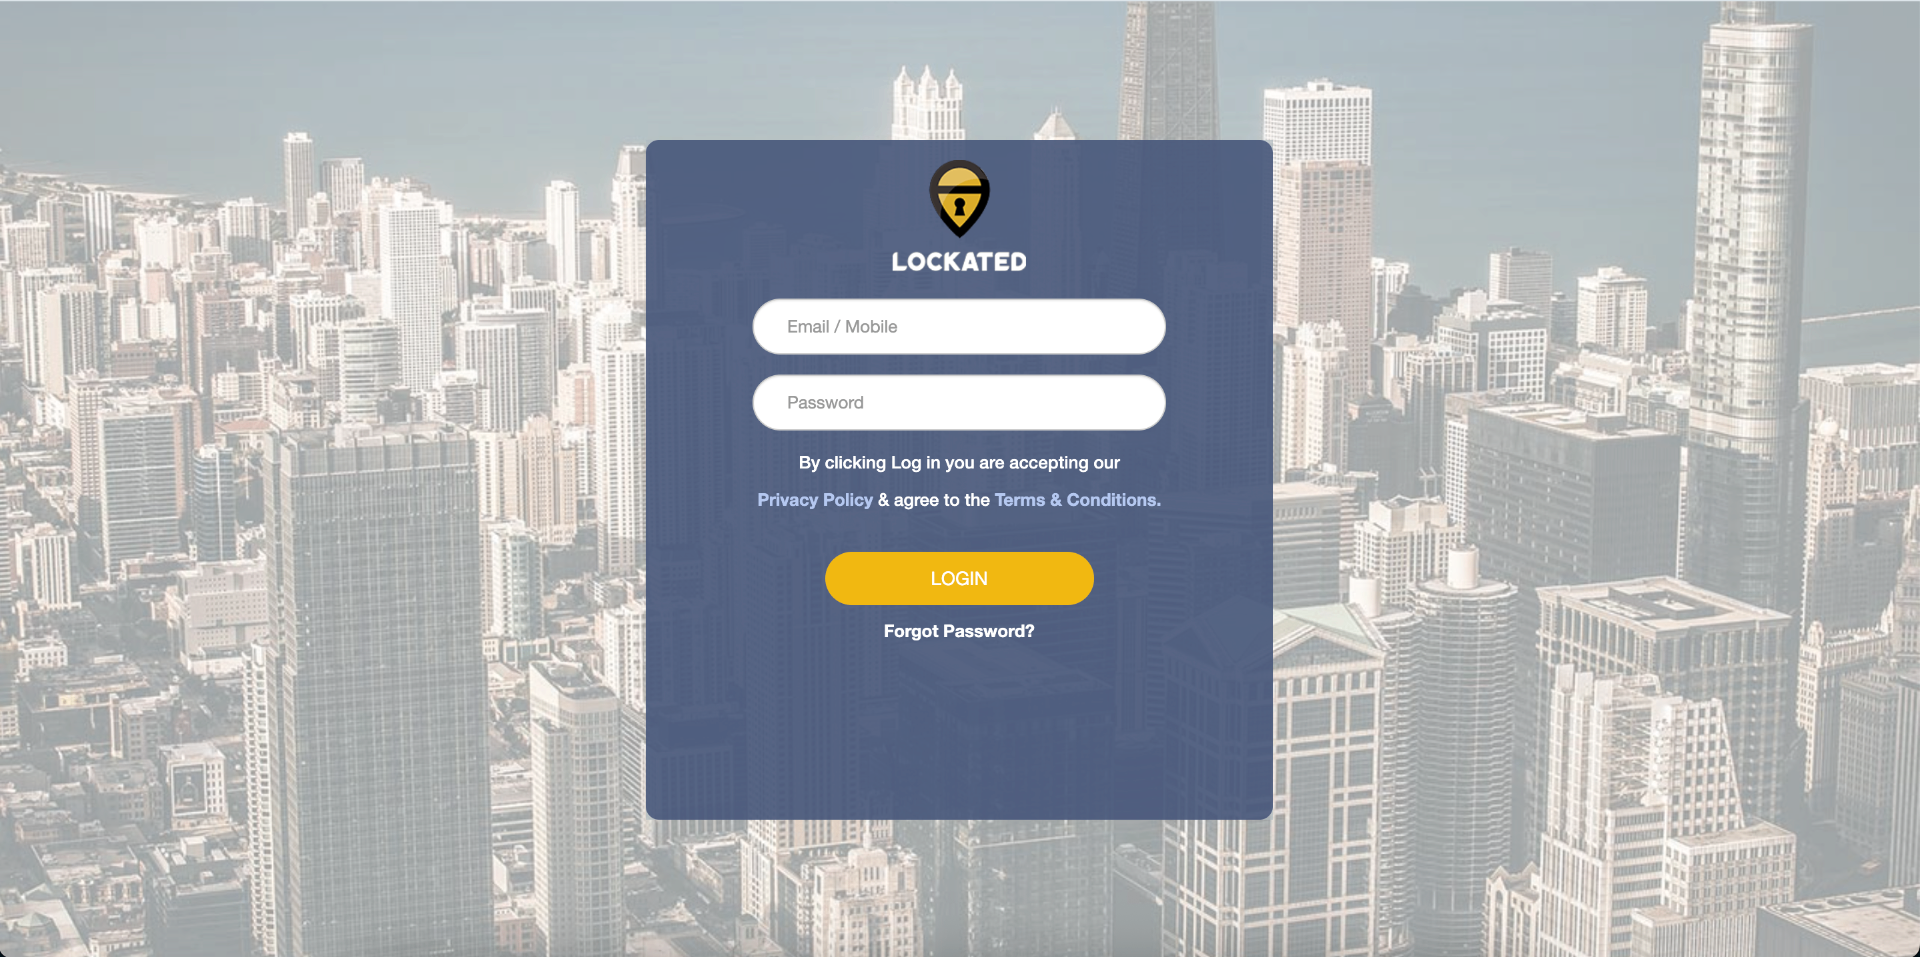 LOCKATED
Email / Mobile
Password
By clicking Log in you are accepting our
Privacy Policy & agree to the Terms & Conditions.
LOGIN
Forgot Password?